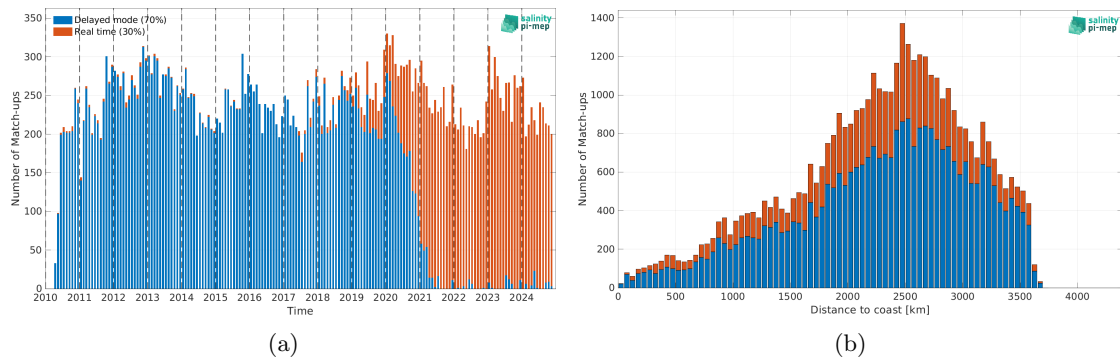 Delayed mode (70%)
Real time (30%)
salinity
pi-mep
Number of Match-ups
350
300
250
200
150
100
50
0
2010 2011 2012 2013 2014 2015 2016 2017 2018 2019 2020 2021 2022 2023 2024
Time
(a)
salinity
pi-mep
Number of Match-ups
1400
1200
1000
800
600
400
200
0
0 500 1000 1500 2000 2500 3000 3500 4000
Distance to coast [km]
(b)